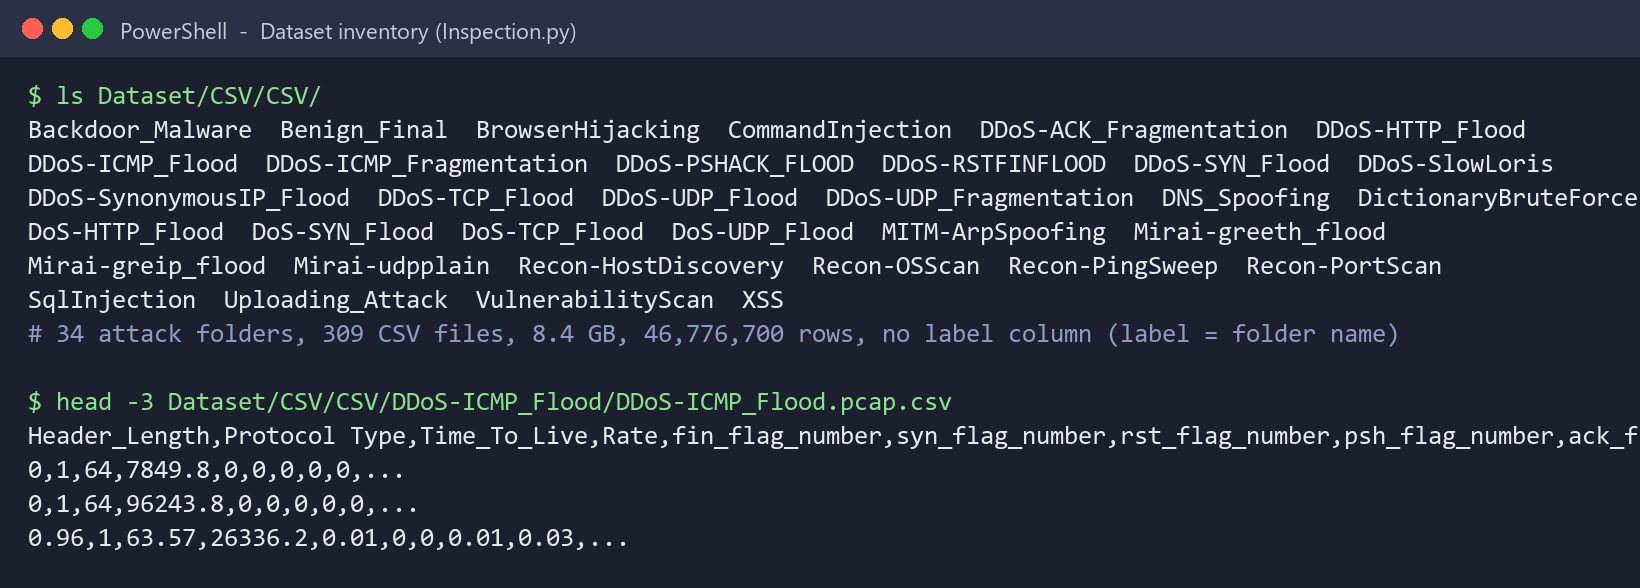 PowerShell - Dataset inventory (Inspection.py)
$ ls Dataset/CSV/CSV/
Backdoor_Malware Benign_Final BrowserHijacking CommandInjection DDoS-ACK_Fragmentation DDoS-HTTP_Flood
DDoS-ICMP_Flood DDoS-ICMP_Fragmentation DDoS-PSHACK_FLOOD DDoS-RSTFINFLOOD DDoS-SYN_Flood DDoS-SlowLoris
DDoS-SynonymousIP_Flood DDoS-TCP_Flood DDoS-UDP_Flood DDoS-UDP_Fragmentation DNS_Spoofing DictionaryBruteForce
DoS-HTTP_Flood DoS-SYN_Flood DoS-TCP_Flood DoS-UDP_Flood MITM-ArpSpoofing Mirai-greeth_flood
Mirai-greip_flood Mirai-udpplain Recon-HostDiscovery Recon-OSScan Recon-PingSweep Recon-PortScan
SqlInjection Uploading_Attack VulnerabilityScan XSS
# 34 attack folders, 309 CSV files, 8.4 GB, 46,776,700 rows, no label column (label = folder name)
$ head -3 Dataset/CSV/CSV/DDoS-ICMP_Flood/DDoS-ICMP_Flood.pcap.csv
Header_Length,Protocol Type,Time_To_Live,Rate,fin_flag_number,syn_flag_number,rst_flag_number,psh_flag_number,ack_f
0,1,64,7849.8,0,0,0,0,0,...
0,1,64,96243.8,0,0,0,0,0,...
0.96,1,63.57,26336.2,0.01,0,0,0.01,0.03,...